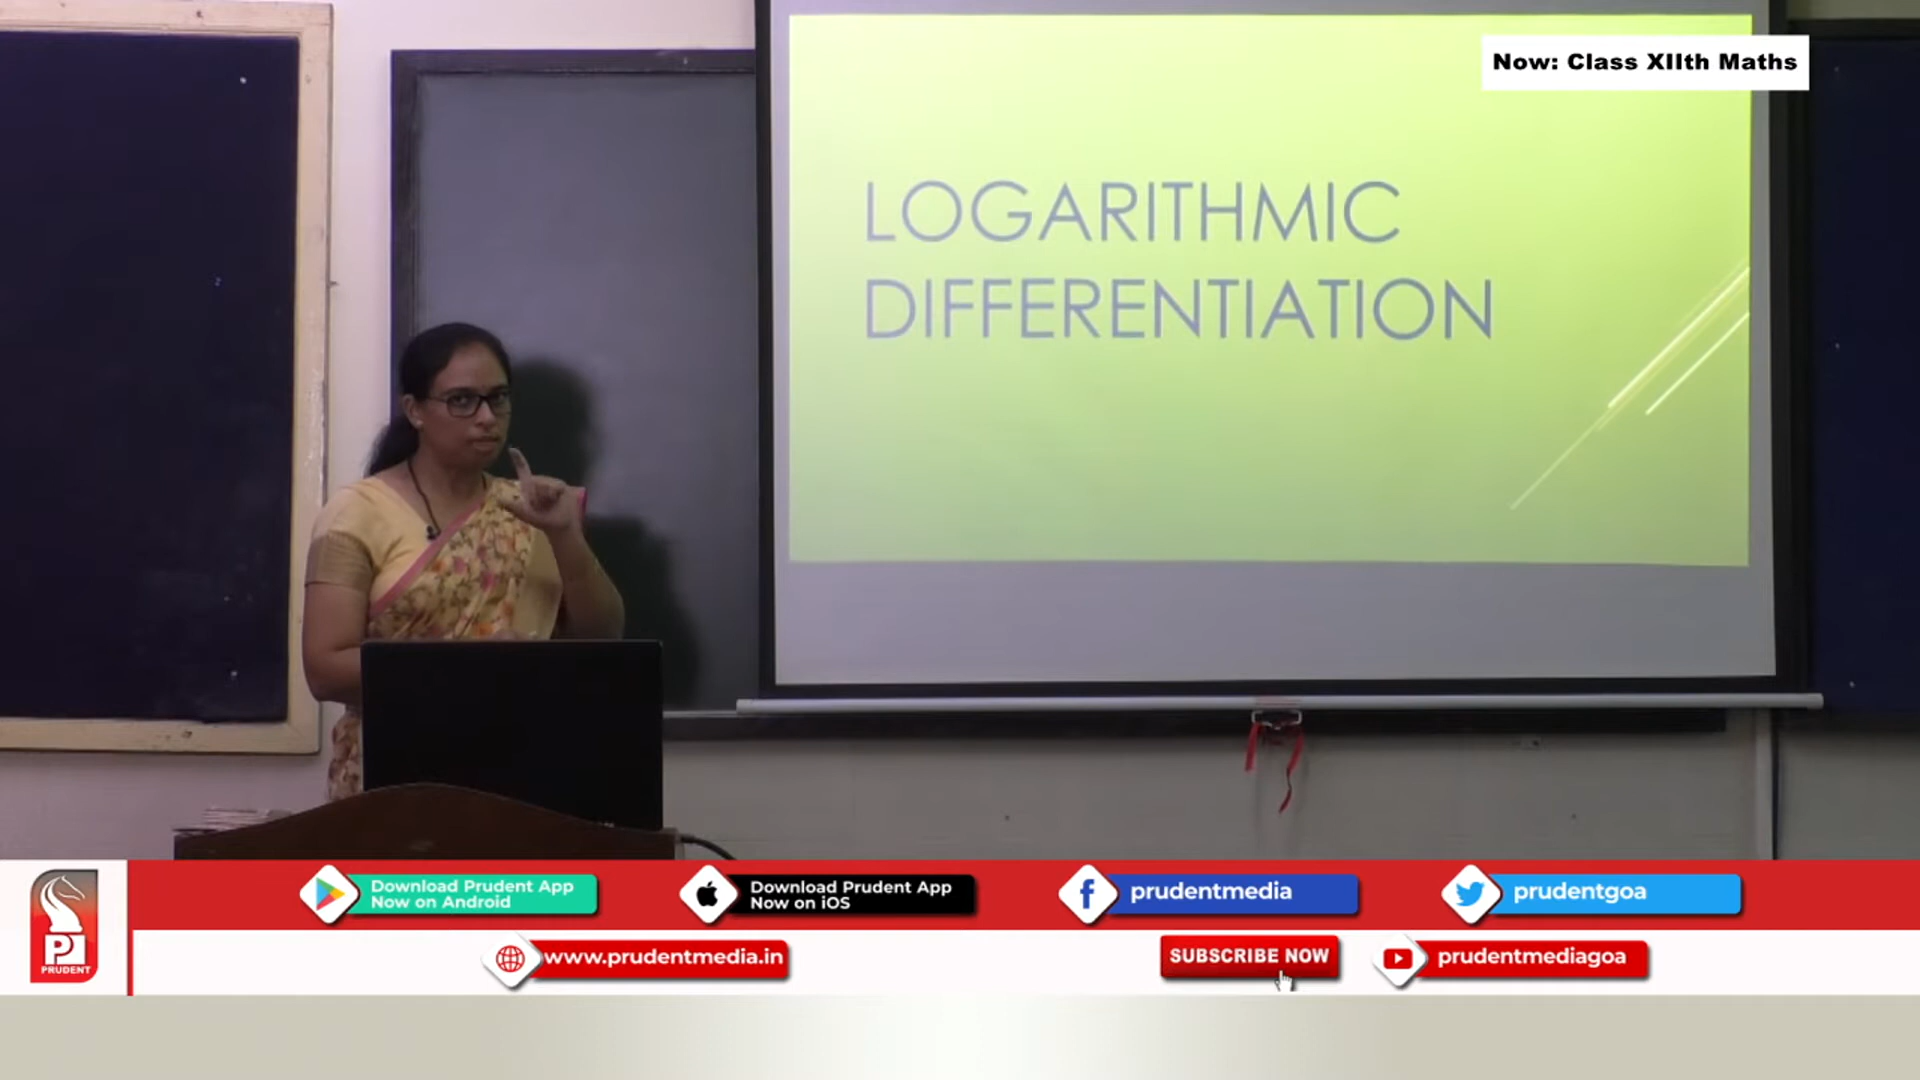 Now: Class XIIth Maths
LOGARITHMIC
DIFFERENTIATION
Download Prudent App
Now on Android
Download Prudent App
Now on iOS
prudentmedia
prudentgoa
PRUDENT
www.prudentmedia.in
SUBSCRIBE NOW
prudentmediagoa